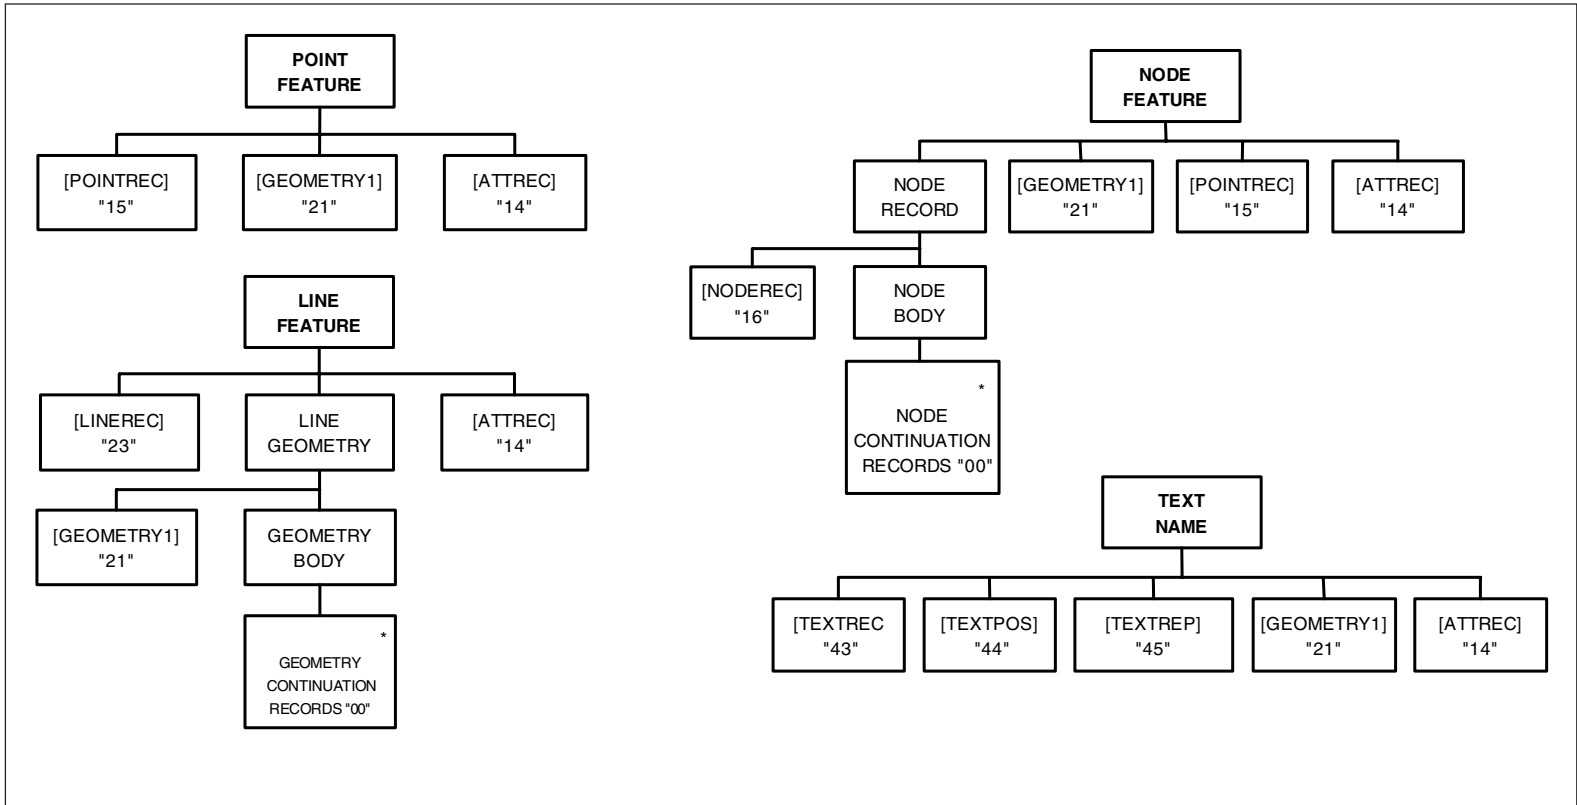 POINT
FEATURE
[POINTREC]
"15"
[GEOMETRY1]
"21"
[ATTREC]
"14"
LINE
FEATURE
[LINEREC]
"23"
LINE
GEOMETRY
[ATTREC]
"14"
[GEOMETRY1]
"21"
GEOMETRY
BODY
*
GEOMETRY
CONTINUATION
RECORDS "00"
NODE
FEATURE
NODE
RECORD
[GEOMETRY1]
"21"
[POINTREC]
"15"
[ATTREC]
"14"
[NODEREC]
"16"
NODE
BODY
*
NODE
CONTINUATION
RECORDS "00"
TEXT
NAME
[TEXTREC
"43"
[TEXTPOS]
"44"
[TEXTREP]
"45"
[GEOMETRY1]
"21"
[ATTREC]
"14"